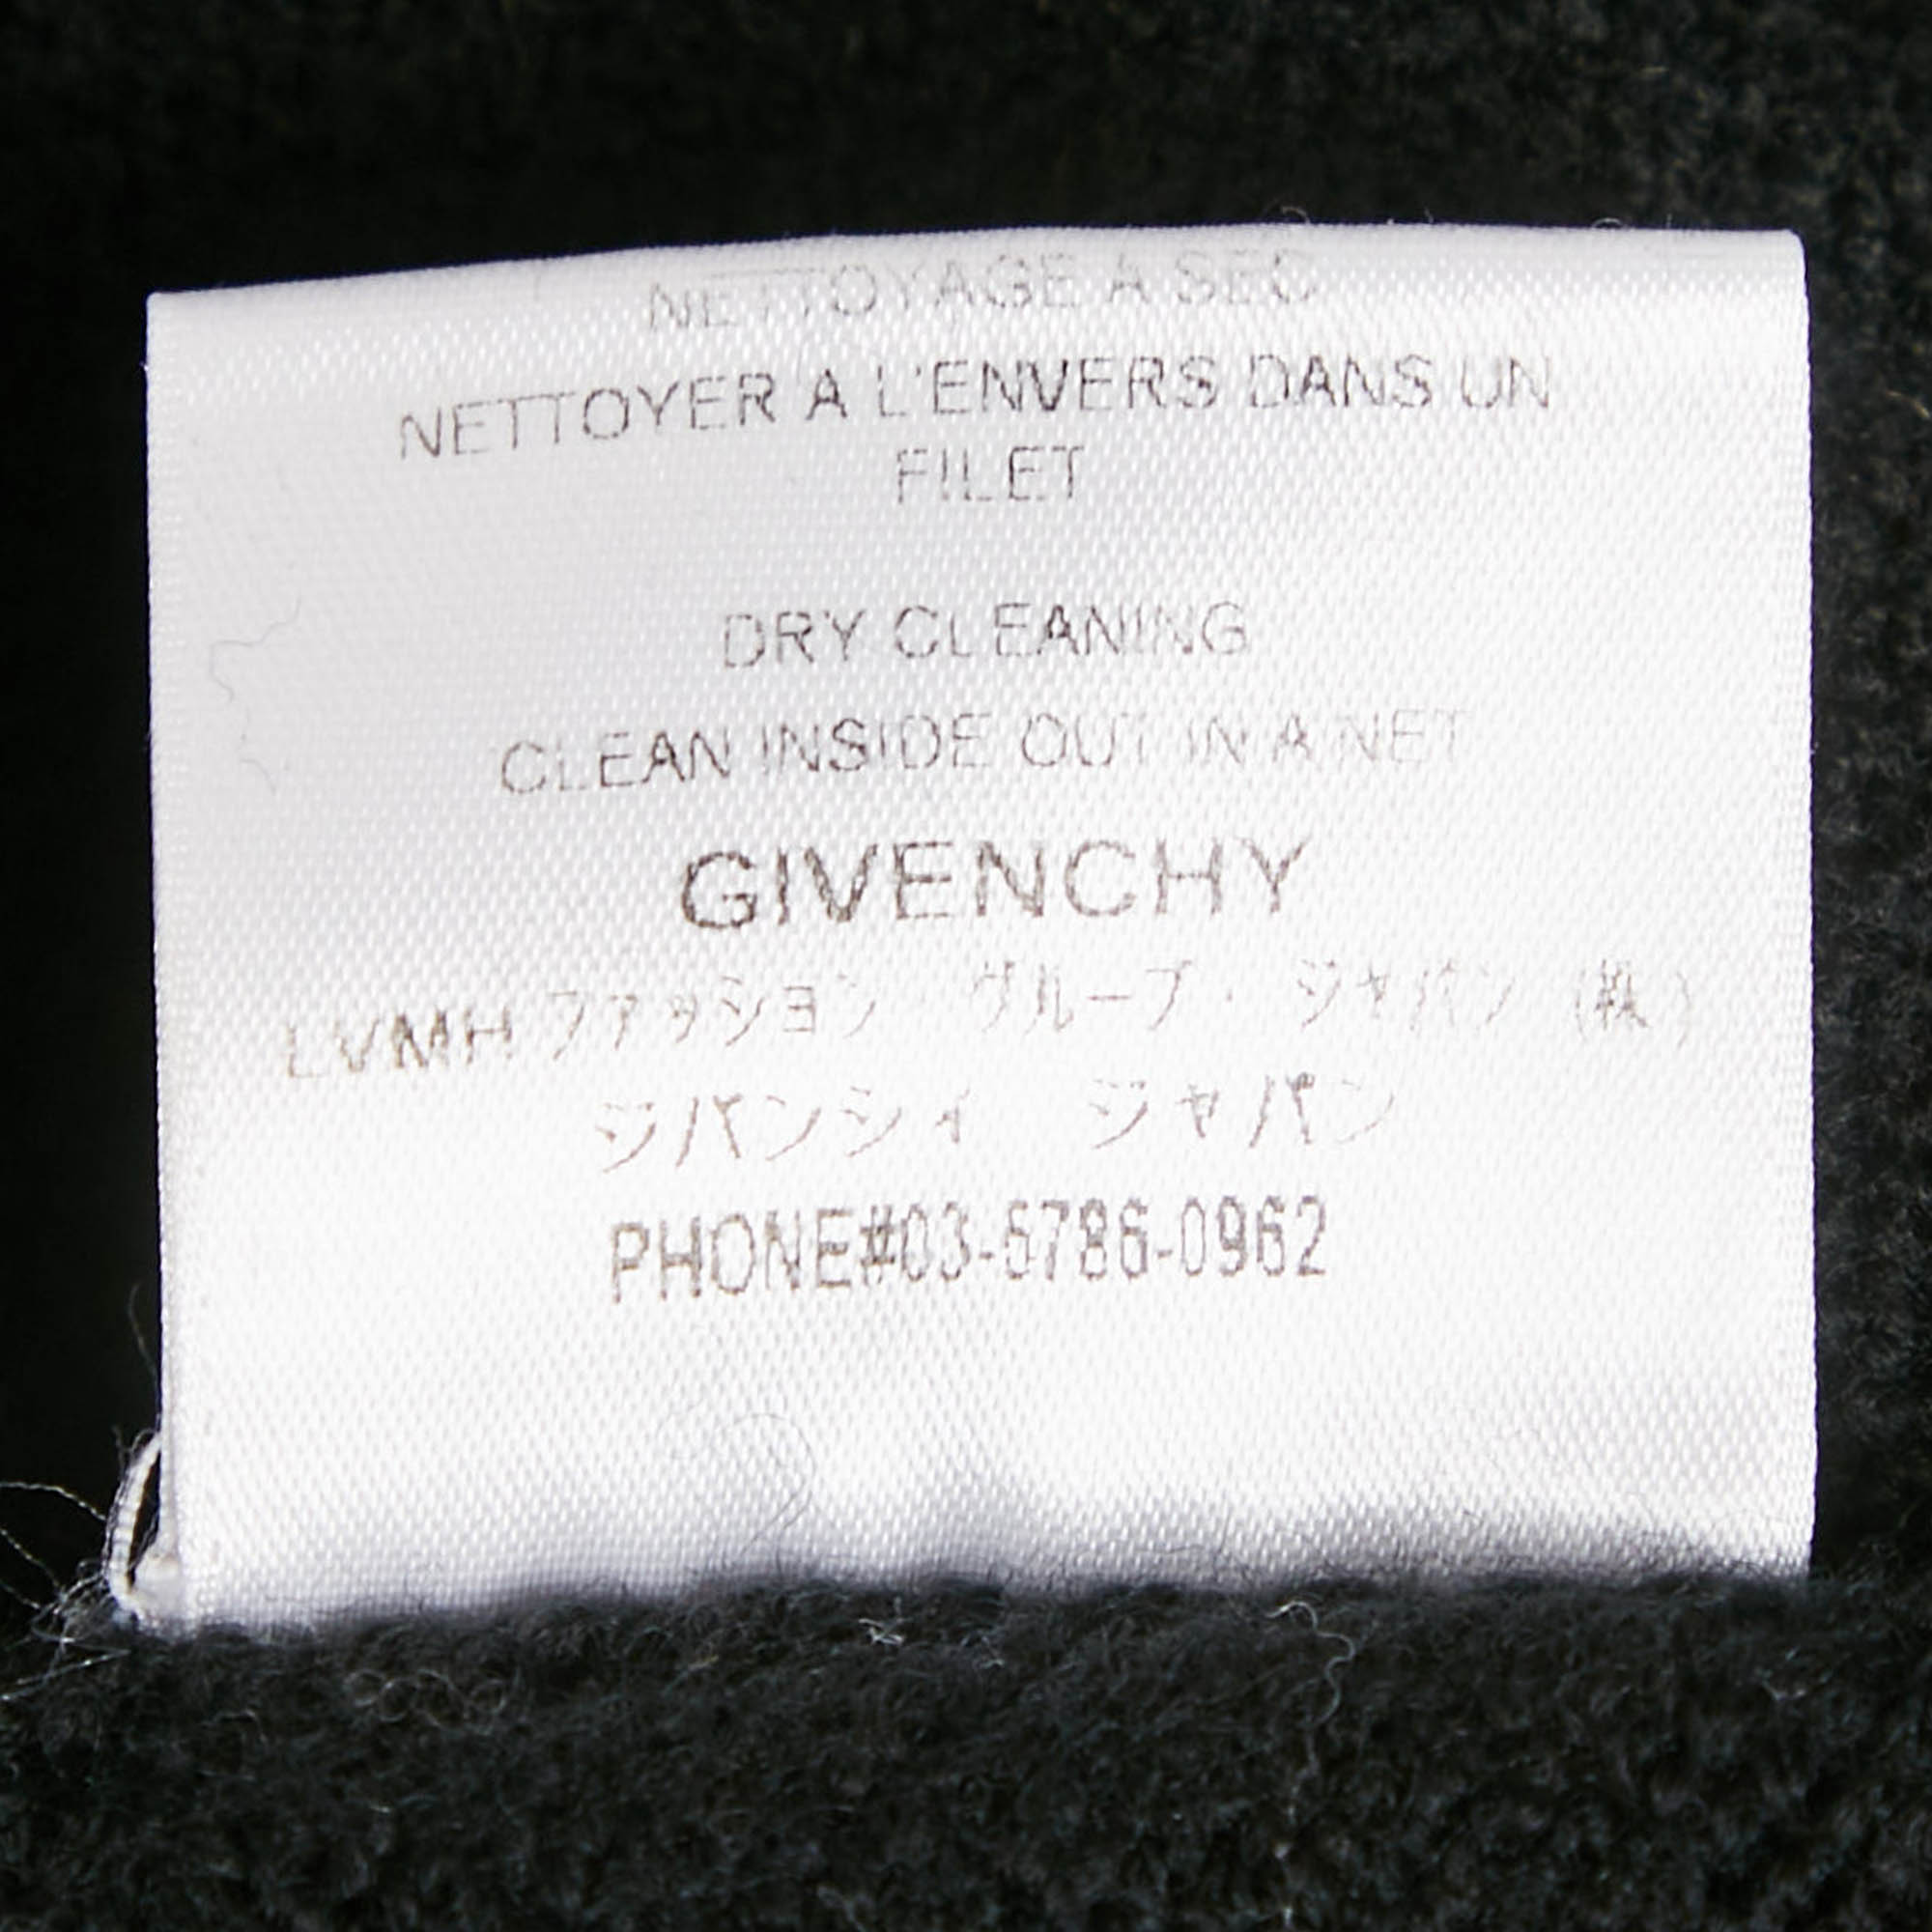 NETTOYAGE A SEC
NETTOYER A L'ENVERS DANS UN
FILET
DRY CLEANING
CLEAN INSIDE OUT IN A NET
GIVENCHY
LVMH ファッション・グループ・ジャパン (株)
ジバンシィ ジャパン
PHONE#03-5786-0962